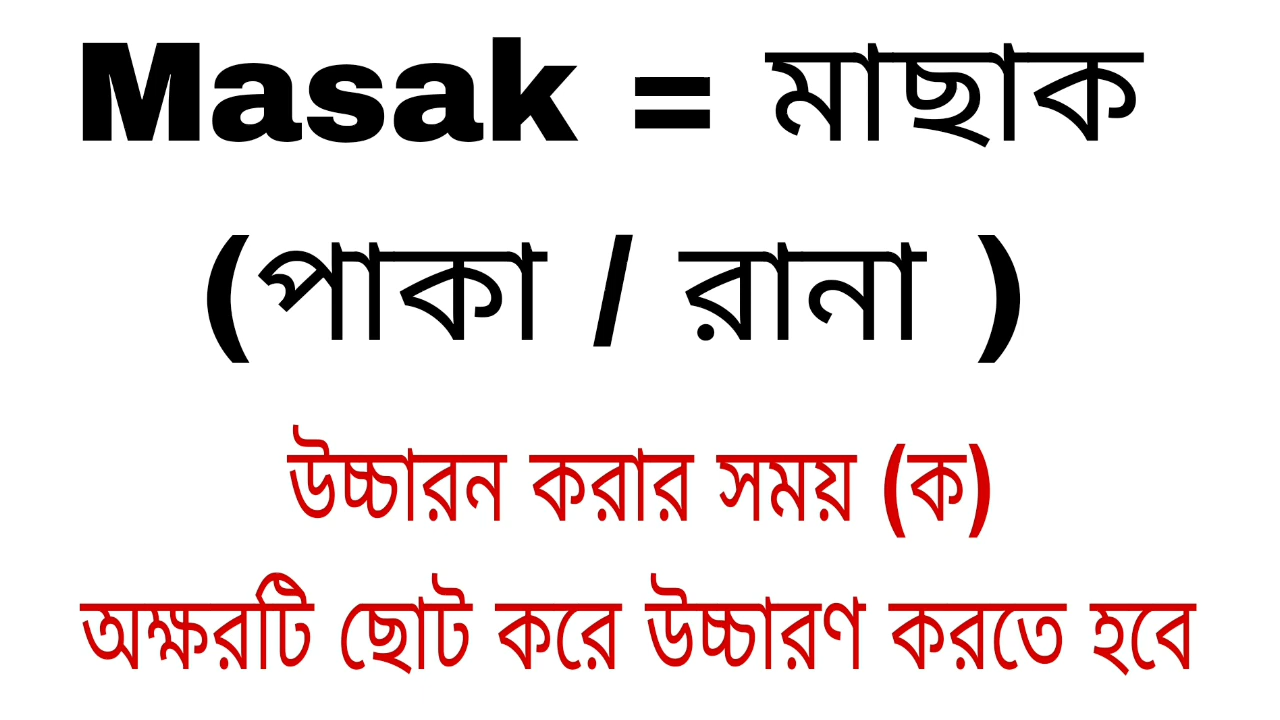 Masak = মাছাক
(পাকা / রানা )
উচ্চারন করার সময় (ক)
অক্ষরটি ছোট করে উচ্চারণ করতে হবে